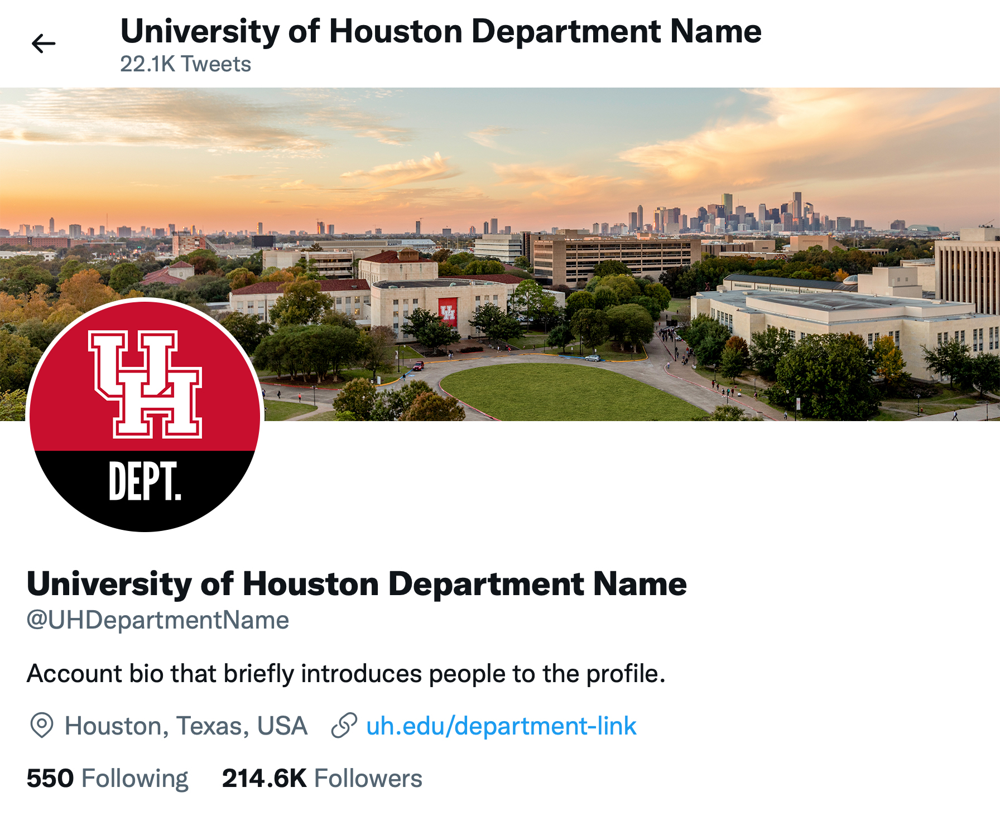 University of Houston Department Name
22.1K Tweets
UH
UH
DEPT.
University of Houston Department Name
@UHDepartmentName
Account bio that briefly introduces people to the profile.
Houston, Texas, USA uh.edu/department-link
550 Following 214.6K Followers